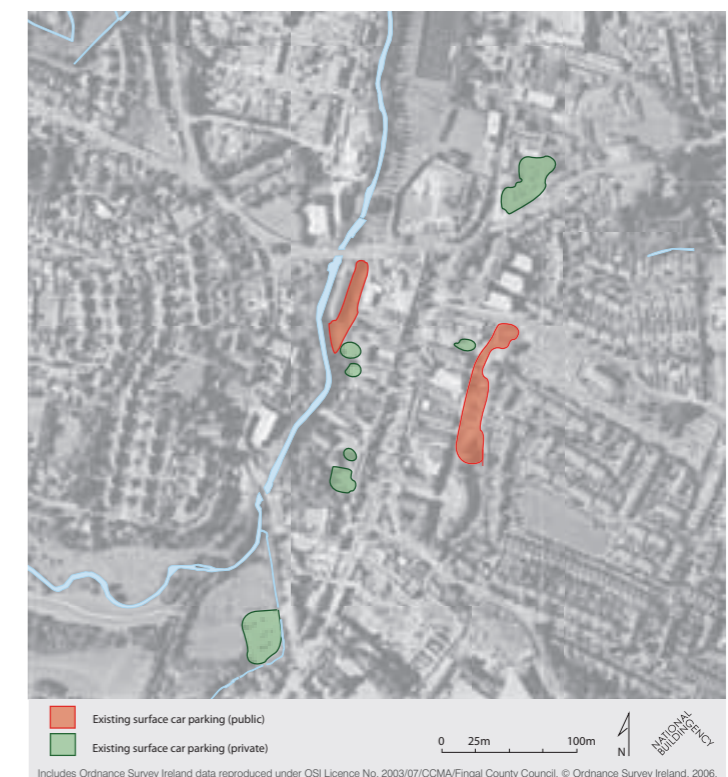 Existing surface car parking (public)
Existing surface car parking (private)
0 25m 100m
N
NATIONAL
BUILDINGENCY
Includes Ordnance Survey Ireland data reproduced under OSI Licence No. 2003/07/CCMA/Fingal County Council. © Ordnance Survey Ireland, 2006